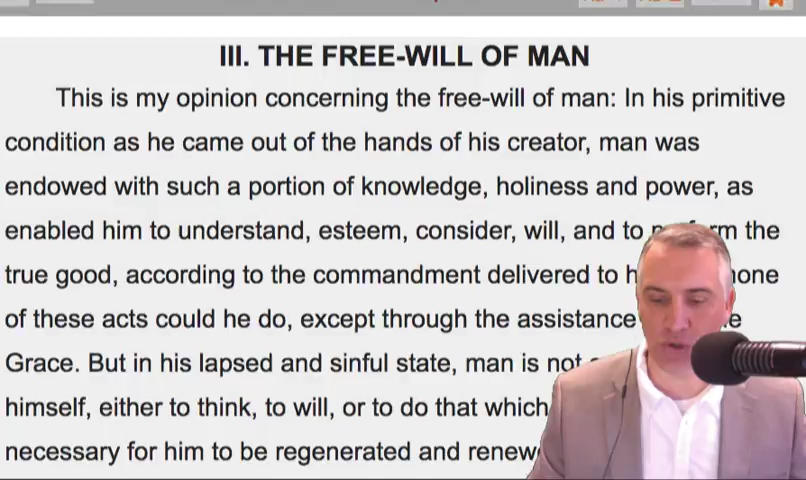 III. THE FREE-WILL OF MAN
This is my opinion concerning the free-will of man: In his primitive
condition as he came out of the hands of his creator, man was
endowed with such a portion of knowledge, holiness and power, as
enabled him to understand, esteem, consider, will, and to the
true good, according to the commandment delivered to
of these acts could he do, except through the assistance
Grace. But in his lapsed and sinful state, man is not
himself, either to think, to will, or to do that which
necessary for him to be regenerated and